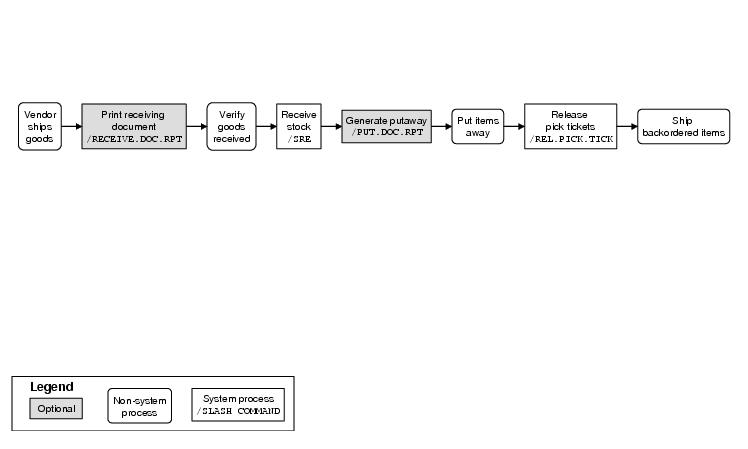 Vendor
ships
goods
Print receiving
document
/RECEIVE.DOC.RPT
Verify
goods
received
Receive
stock
/SRE
Generate putaway
/PUT.DOC.RPT
Put items
away
Release
pick tickets
/REL.PICK.TICK
Ship
backordered items
Legend
Optional
Non-system
process
System process
/SLASH COMMAND